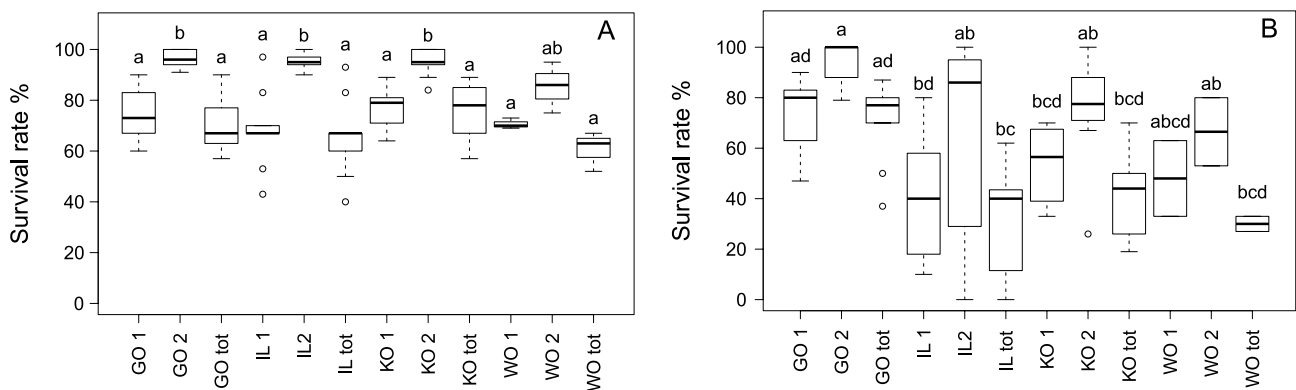 A
Survival rate %
100
80
60
40
20
0
a b a a b a a b a a ab a
GO 1 GO 2 GO tot IL 1 IL2 IL tot KO 1 KO 2 KO tot WO 1 WO 2 WO tot
B
Survival rate %
100
80
60
40
20
0
ad a ad bd ab bc bcd ab bcd abcd ab bcd
GO 1 GO 2 GO tot IL 1 IL2 IL tot KO 1 KO 2 KO tot WO 1 WO 2 WO tot